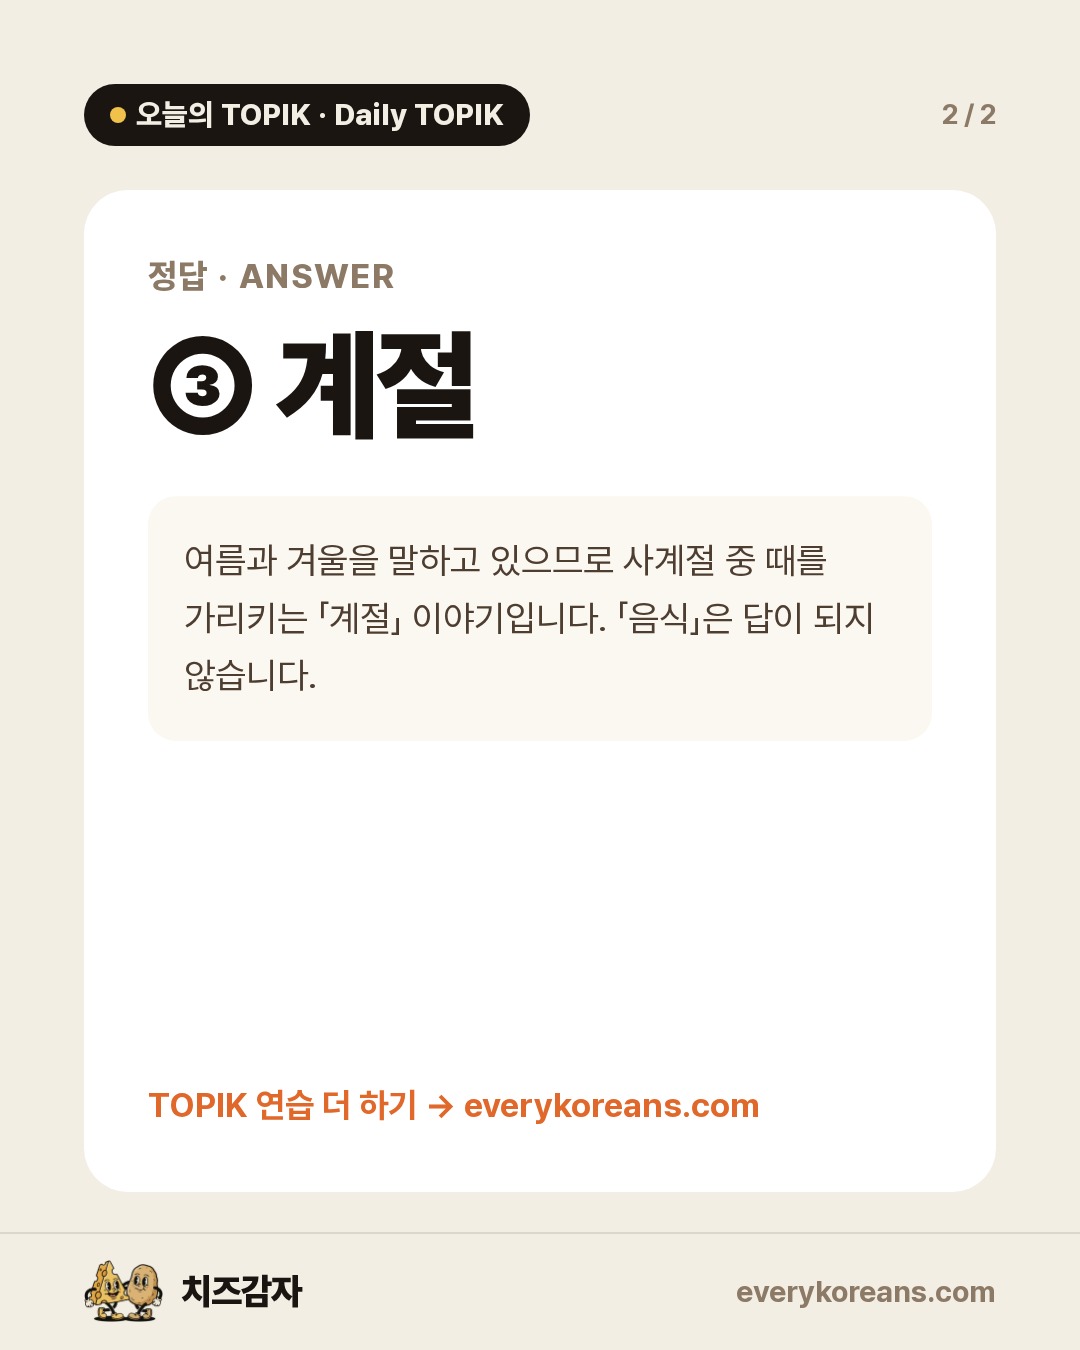 오늘의 TOPIK · Daily TOPIK
2 / 2
정답 · ANSWER
③ 계절
여름과 겨울을 말하고 있으므로 사계절 중 때를
가리키는 「계절」 이야기입니다. 「음식」은 답이 되지
않습니다.
TOPIK 연습 더 하기 → everykoreans.com
치즈감자
everykoreans.com